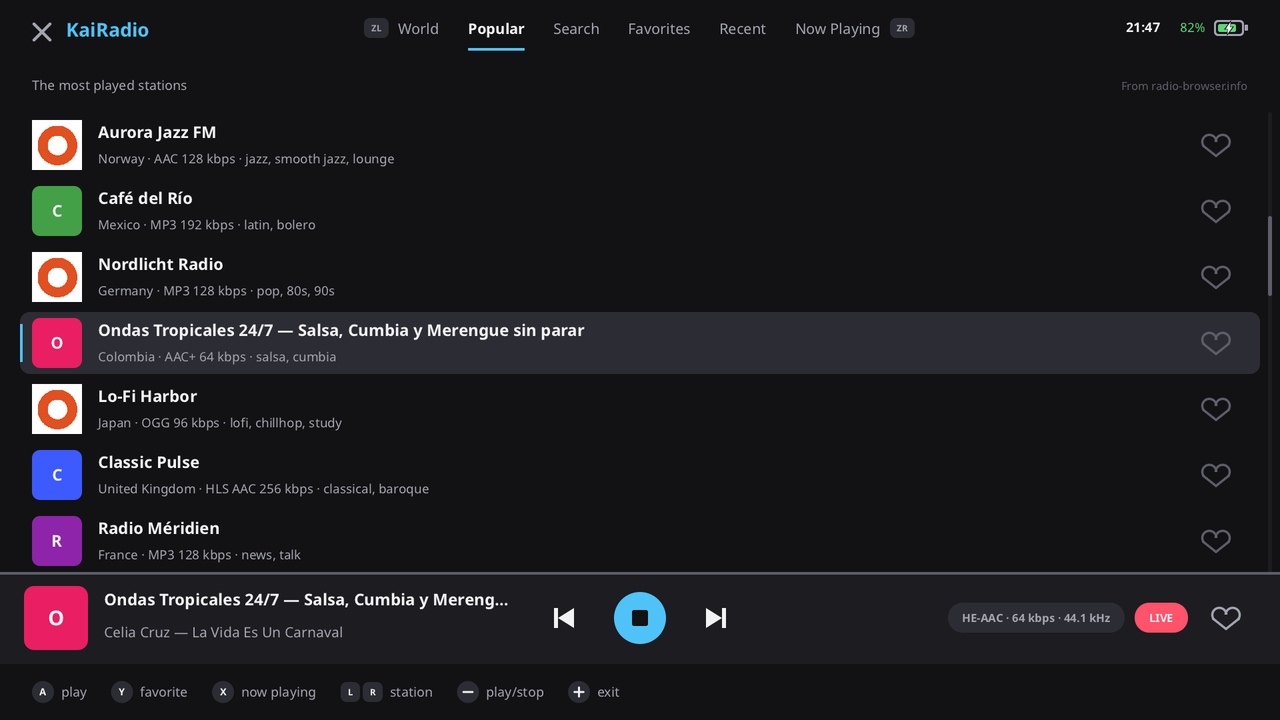 KaiRadio
ZL World Popular Search Favorites Recent Now Playing ZR
21:47 82%
The most played stations
From radio-browser.info
Aurora Jazz FM
Norway · AAC 128 kbps · jazz, smooth jazz, lounge
C
Café del Río
Mexico · MP3 192 kbps · latin, bolero
Nordlicht Radio
Germany · MP3 128 kbps · pop, 80s, 90s
O
Ondas Tropicales 24/7 — Salsa, Cumbia y Merengue sin parar
Colombia · AAC+ 64 kbps · salsa, cumbia
Lo-Fi Harbor
Japan · OGG 96 kbps · lofi, chillhop, study
C
Classic Pulse
United Kingdom · HLS AAC 256 kbps · classical, baroque
R
Radio Méridien
France · MP3 128 kbps · news, talk
O
Ondas Tropicales 24/7 — Salsa, Cumbia y Mereng...
Celia Cruz — La Vida Es Un Carnaval
HE-AAC · 64 kbps · 44.1 kHz
LIVE
A play Y favorite X now playing L R station − play/stop + exit